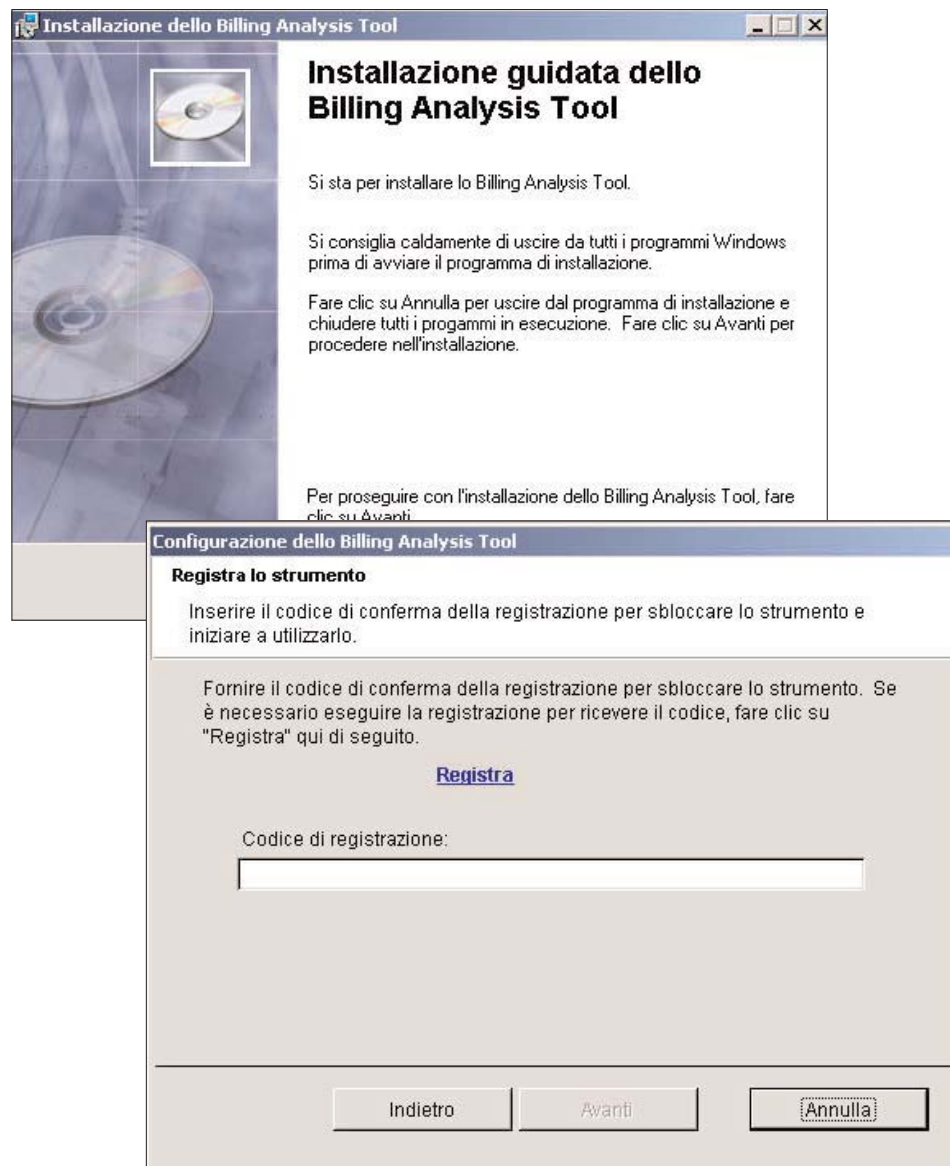 Installazione dello Billing Analysis Tool
Installazione guidata dello
Billing Analysis Tool
Si sta per installare lo Billing Analysis Tool.
Si consiglia caldamente di uscire da tutti i programmi Windows
prima di avviare il programma di installazione.
Fare clic su Annulla per uscire dal programma di installazione e
chiudere tutti i progammi in esecuzione. Fare clic su Avanti per
procedere nell'installazione.
Per proseguire con l'installazione dello Billing Analysis Tool, fare
clic su Avanti
Configurazione dello Billing Analysis Tool
Registra lo strumento
Inserire il codice di conferma della registrazione per sbloccare lo strumento e
iniziare a utilizzarlo.
Fornire il codice di conferma della registrazione per sbloccare lo strumento. Se
è necessario eseguire la registrazione per ricevere il codice, fare clic su
"Registra" qui di seguito.
Registra
Codice di registrazione:
Indietro
Avanti
Annulla